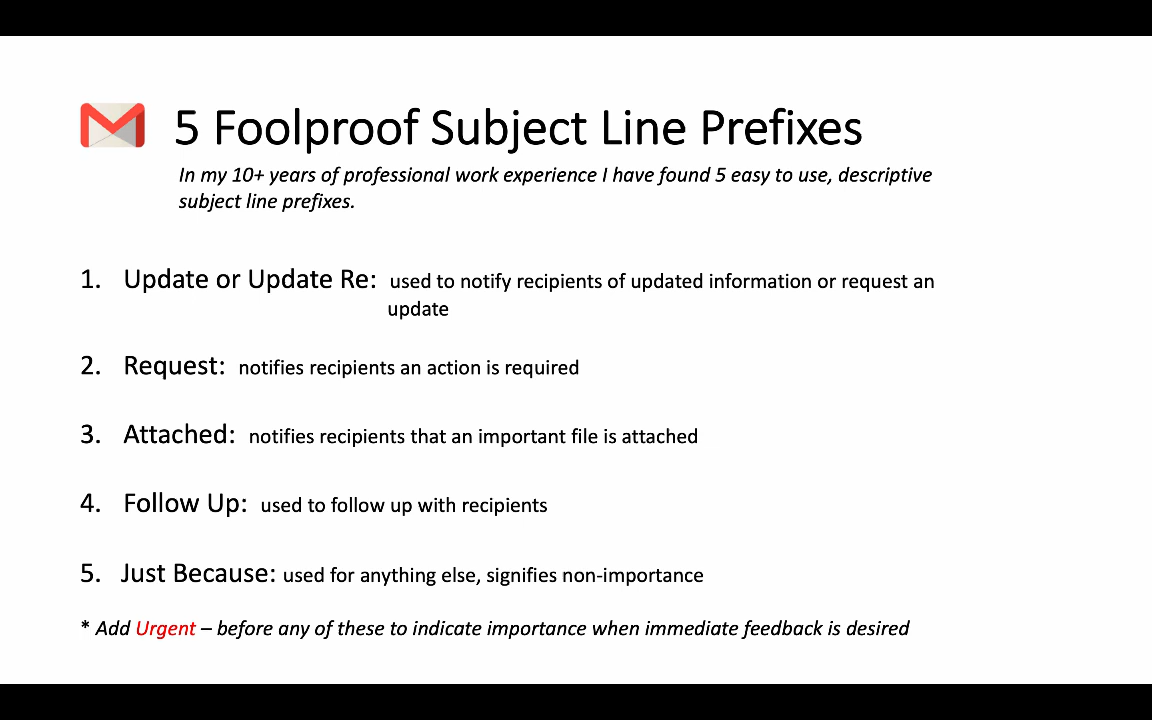 5 Foolproof Subject Line Prefixes
In my 10+ years of professional work experience I have found 5 easy to use, descriptive
subject line prefixes.
1. Update or Update Re: used to notify recipients of updated information or request an
update
2. Request: notifies recipients an action is required
3. Attached: notifies recipients that an important file is attached
4. Follow Up: used to follow up with recipients
5. Just Because: used for anything else, signifies non-importance
* Add Urgent – before any of these to indicate importance when immediate feedback is desired